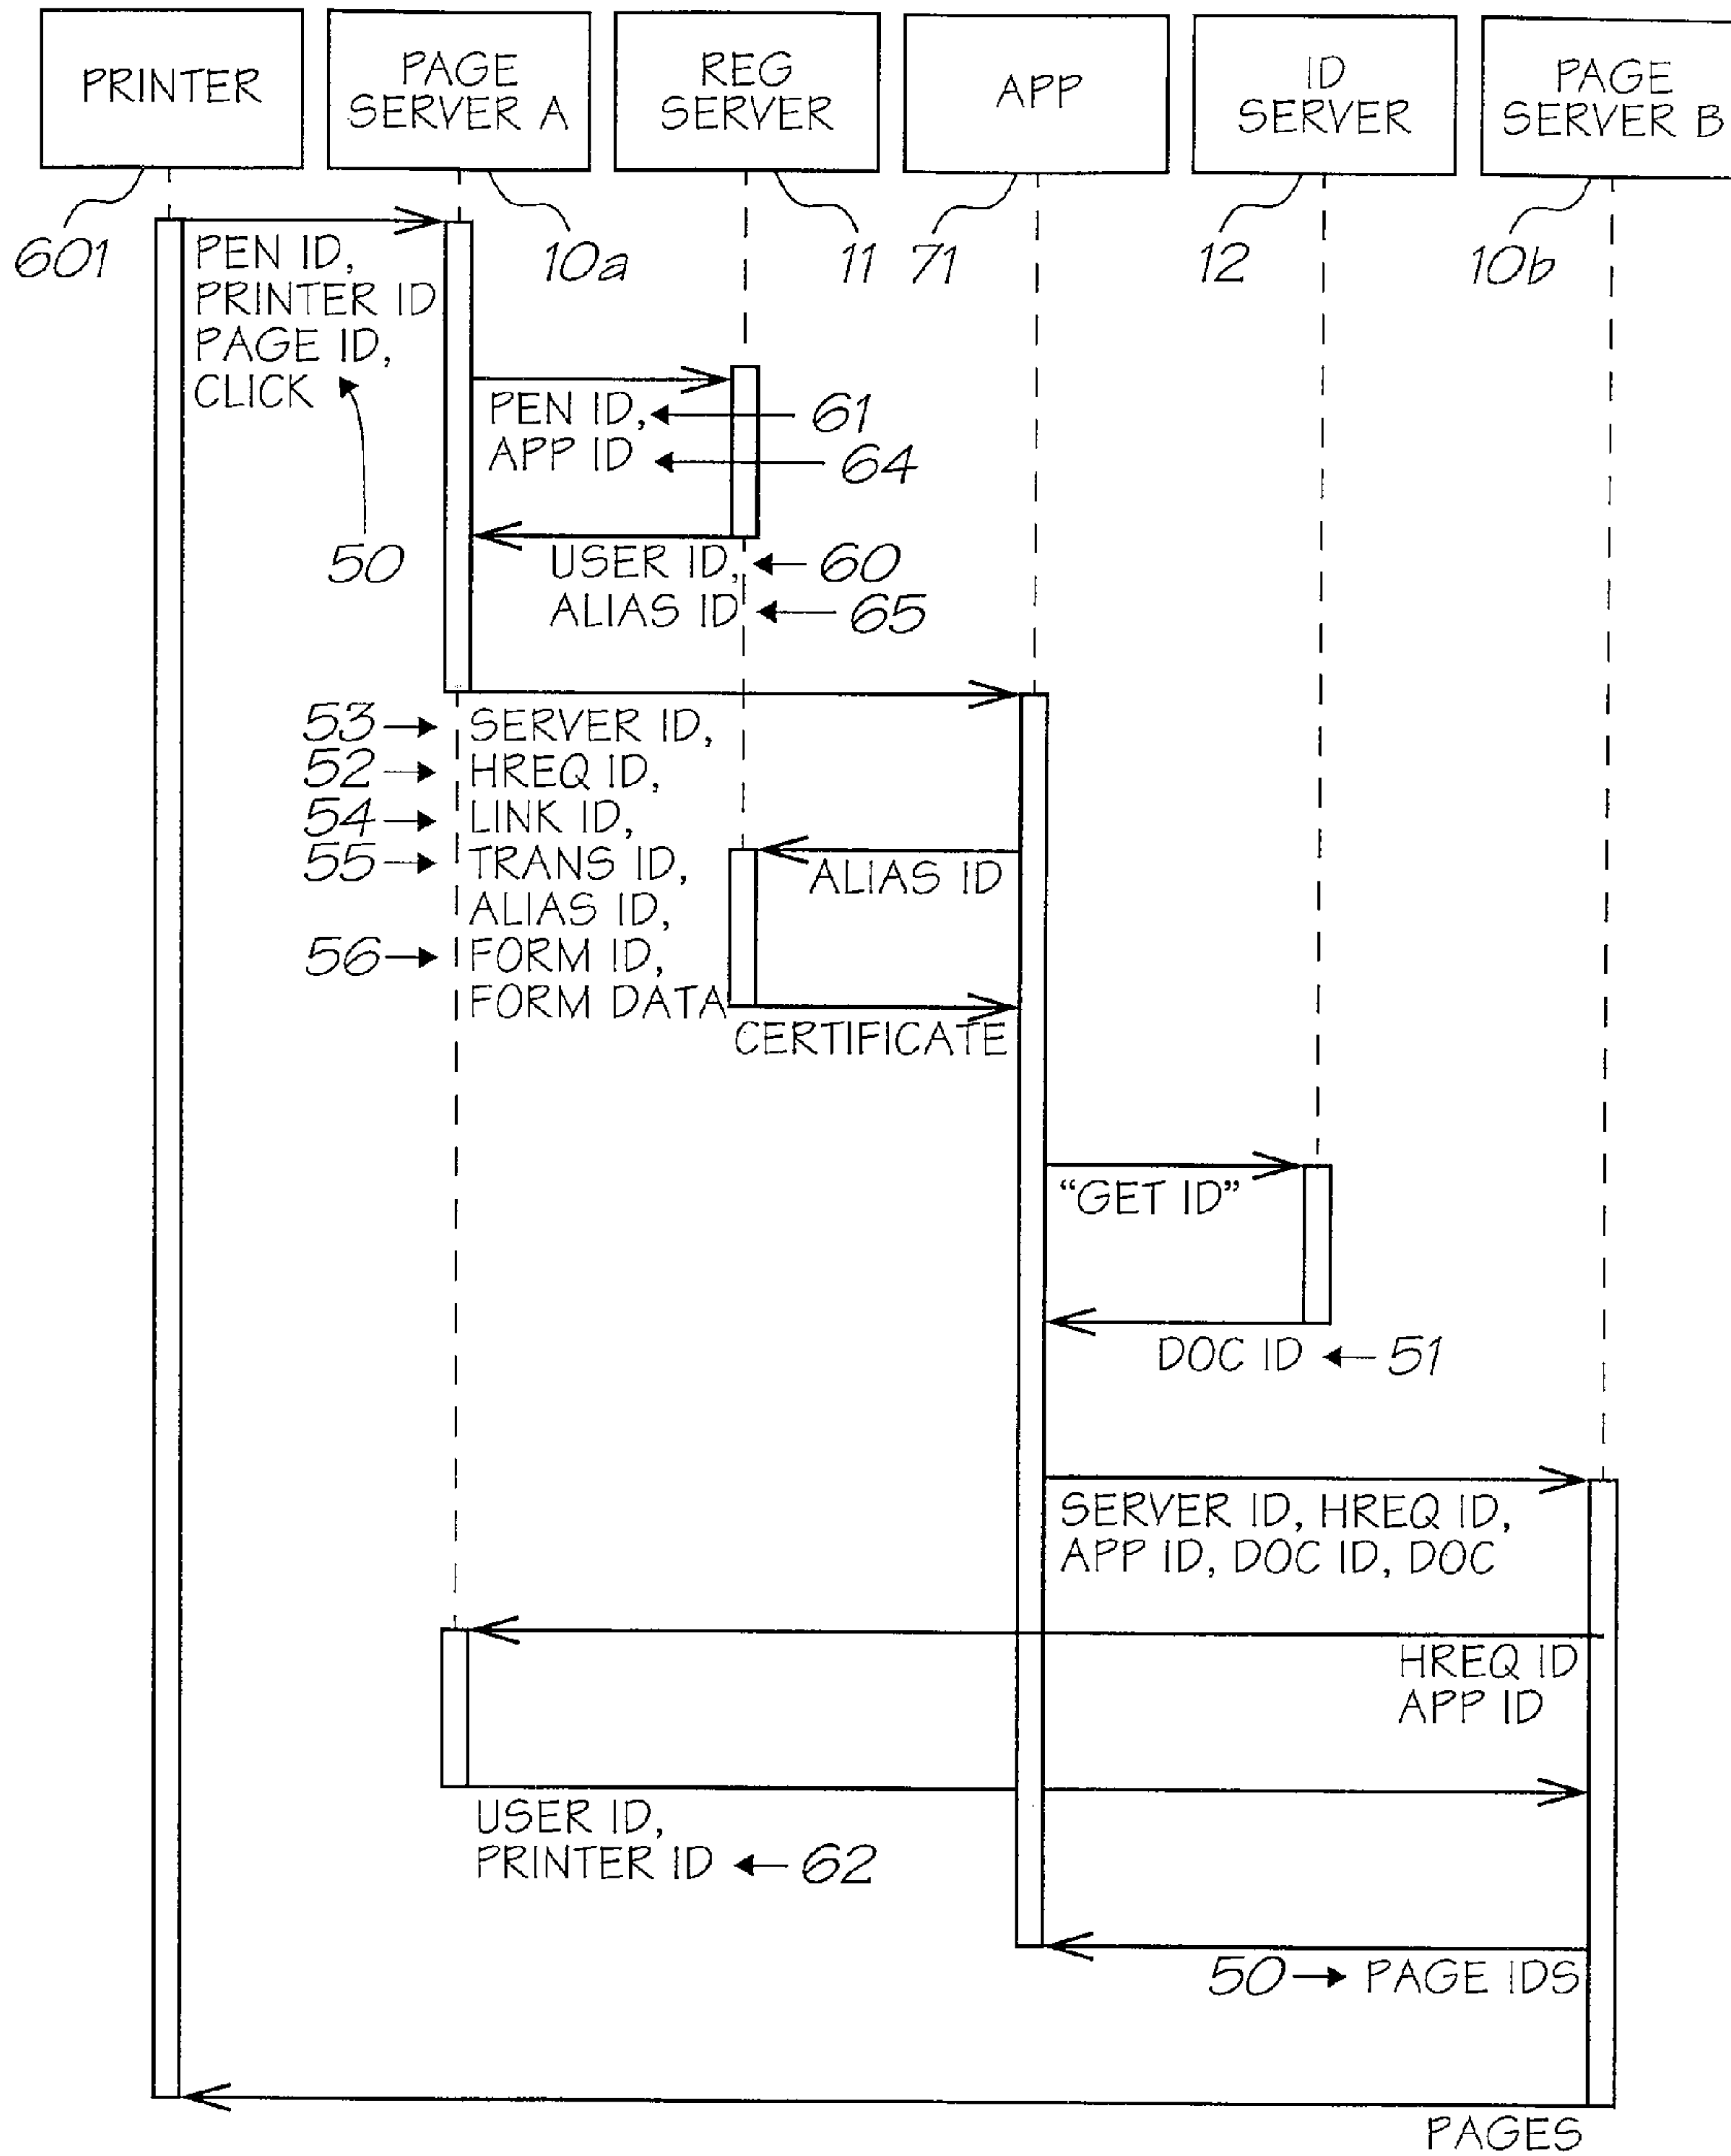 PRINTER
PAGE
SERVER A
REG
SERVER
APP
ID
SERVER
PAGE
SERVER B
601
10a
11
71
12
10b
PEN ID,
PRINTER ID
PAGE ID,
CLICK
50
PEN ID,
61
APP ID
64
USER ID,
60
ALIAS ID
65
53
SERVER ID,
52
HREQ ID,
54
LINK ID,
55
TRANS ID,
ALIAS ID,
56
FORM ID,
FORM DATA
ALIAS ID
CERTIFICATE
“GET ID”
DOC ID
51
SERVER ID, HREQ ID,
APP ID, DOC ID, DOC
HREQ ID
APP ID
USER ID,
PRINTER ID
62
50
PAGE IDS
PAGES